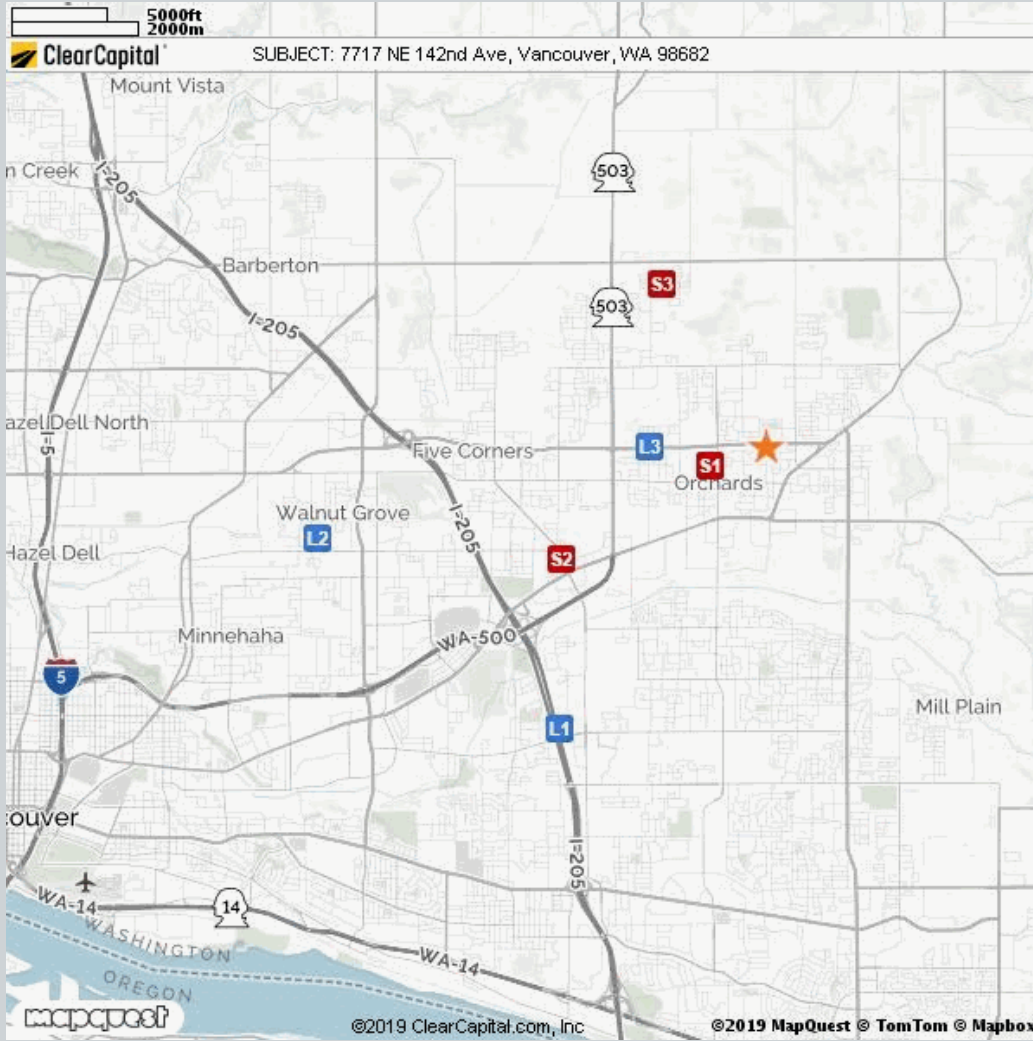 5000ft
2000m
ClearCapital SUBJECT: 7717 NE 142nd Ave, Vancouver, WA 98682
Mount Vista
n Creek
I-205
503
Barberton
S3
503
I-205
azel Dell North
I-5
Five Corners
L3
S1
Orchards
Walnut Grove
L2
I-205
Hazel Dell
S2
Minnehaha
WA-500
5
Mill Plain
L1
couver
I-205
WA-14
14
WASHINGTON
WA-14
OREGON
mapquest
©2019 ClearCapital.com, Inc
©2019 MapQuest © TomTom © Mapbox